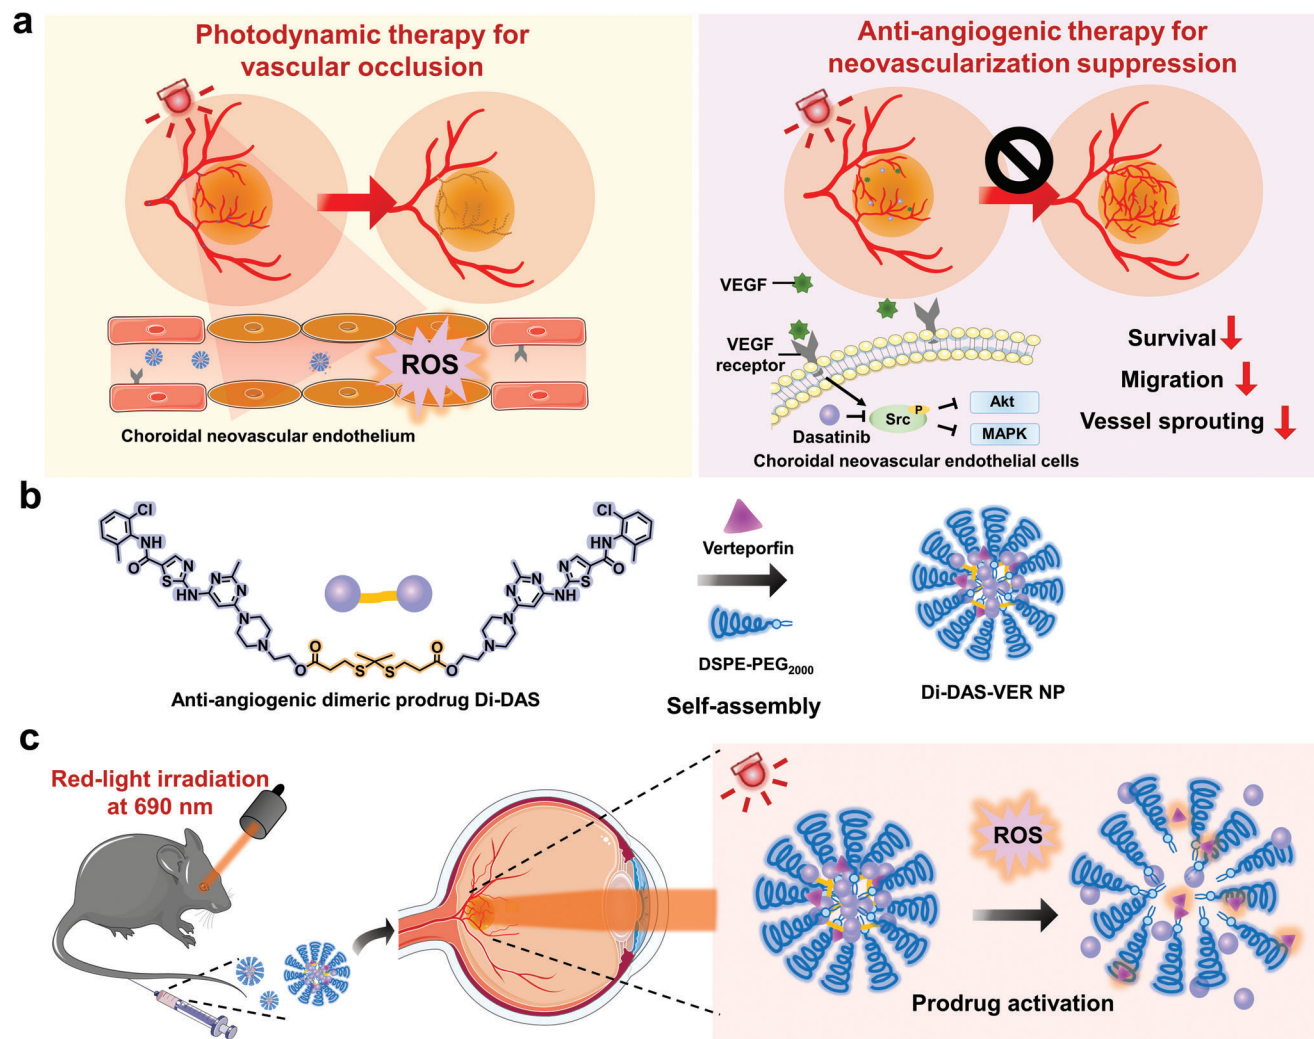 a
Photodynamic therapy for
vascular occlusion
ROS
Choroidal neovascular endothelium
Anti-angiogenic therapy for
neovascularization suppression
VEGF
VEGF
receptor
Dasatinib
Src
P
Akt
MAPK
Choroidal neovascular endothelial cells
Survival
Migration
Vessel sprouting
b
Cl
NH
O
N
S
N
N
HN
N
N
O
O
S
S
O
O
N
N
N
N
NH
N
S
O
HN
Cl
Anti-angiogenic dimeric prodrug Di-DAS
Verteporfin
DSPE-PEG2000
Self-assembly
Di-DAS-VER NP
c
Red-light irradiation
at 690 nm
ROS
Prodrug activation